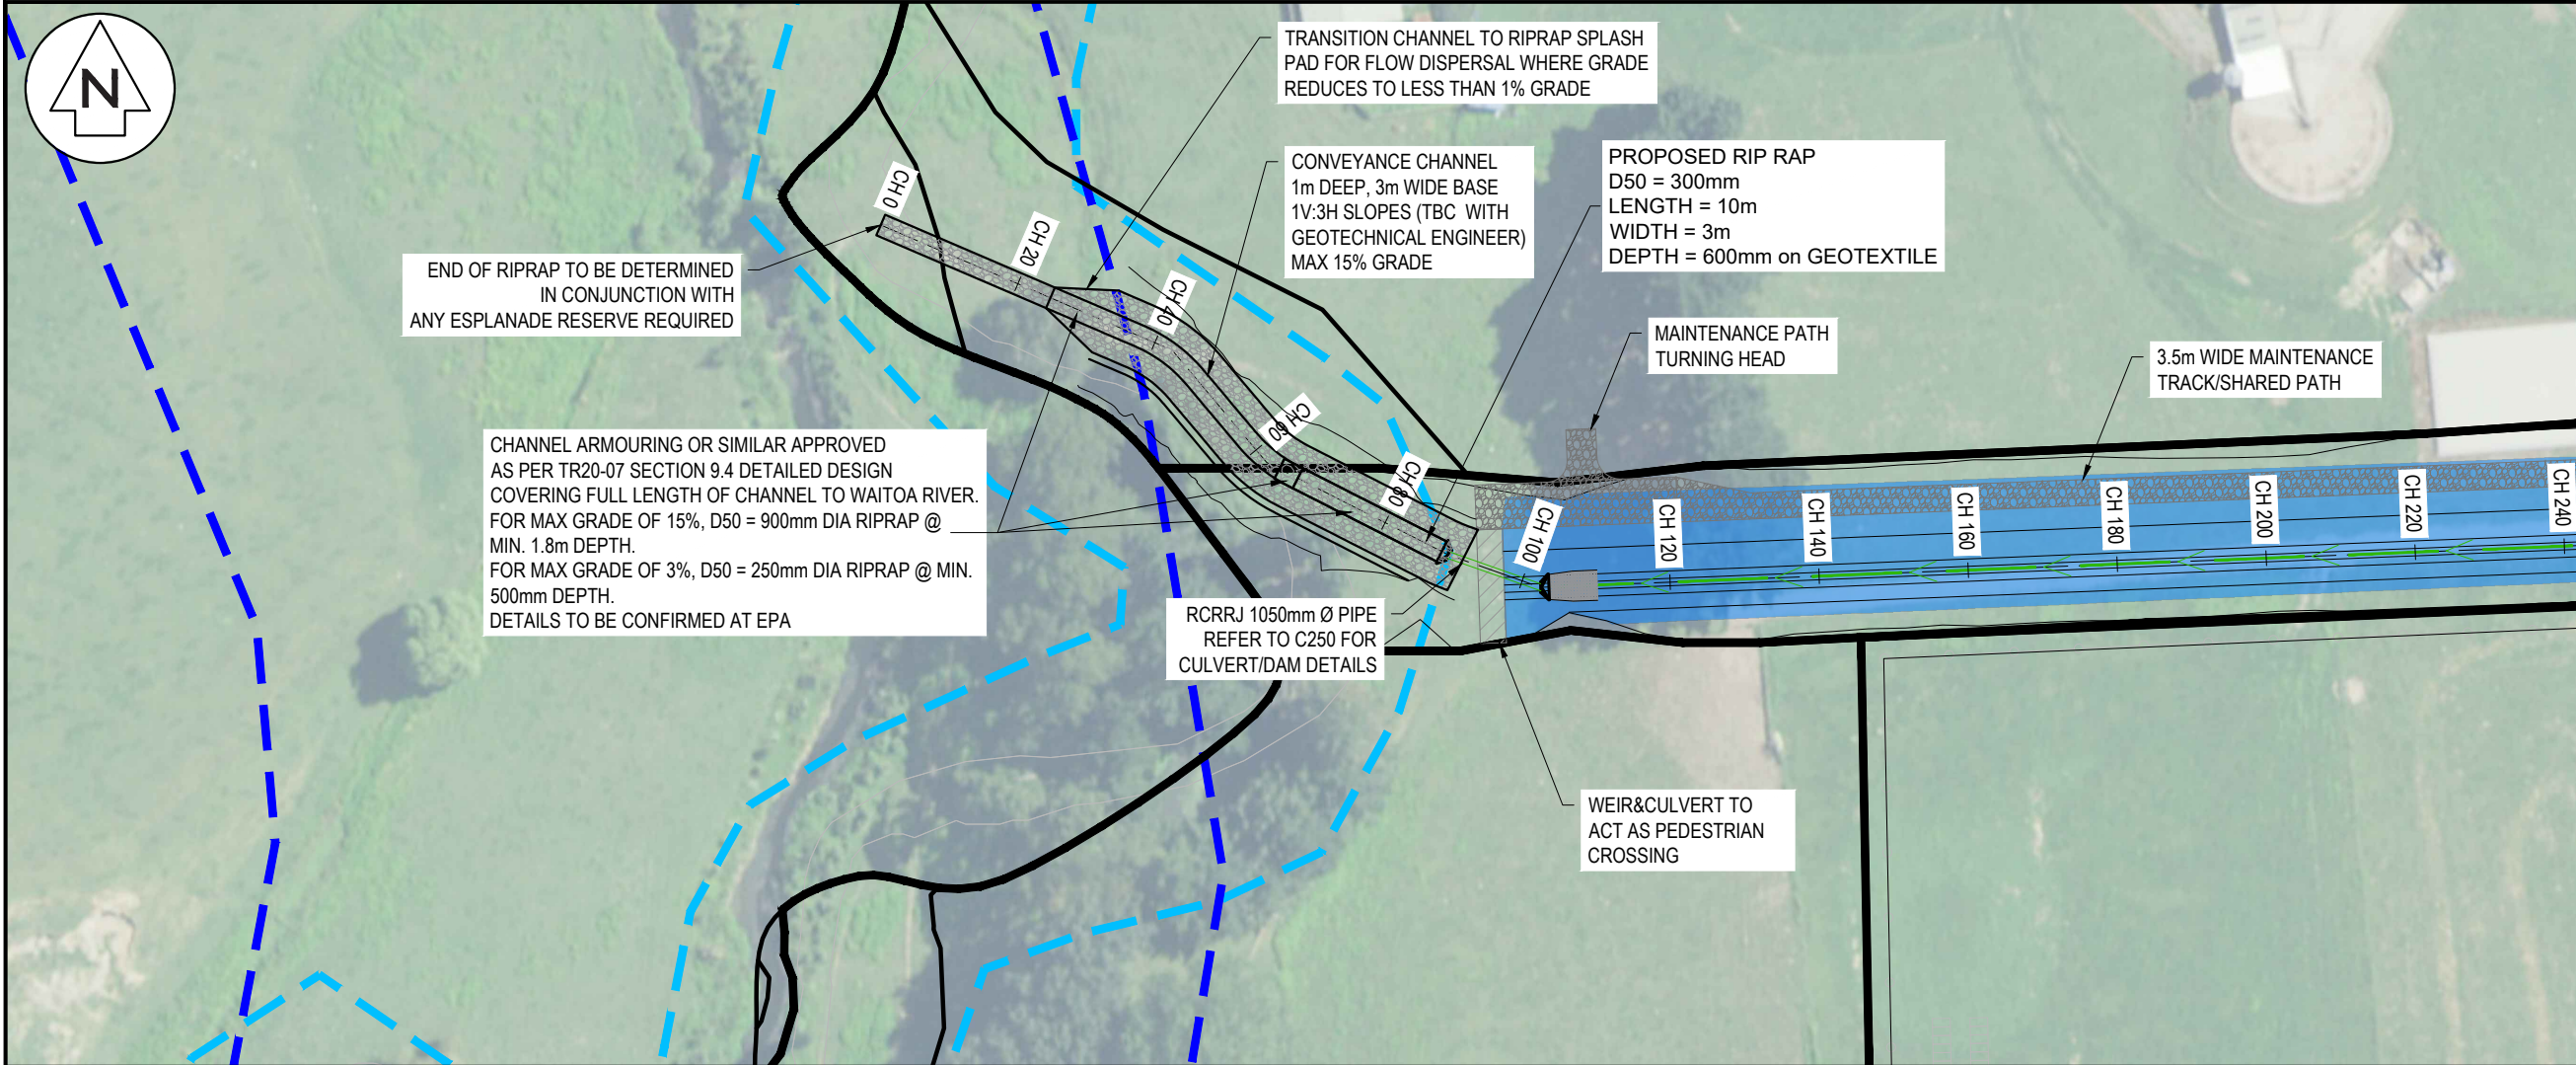 N
TRANSITION CHANNEL TO RIPRAP SPLASH
PAD FOR FLOW DISPERSAL WHERE GRADE
REDUCES TO LESS THAN 1% GRADE
CONVEYANCE CHANNEL
1m DEEP, 3m WIDE BASE
1V:3H SLOPES (TBC WITH
GEOTECHNICAL ENGINEER)
MAX 15% GRADE
PROPOSED RIP RAP
D50 = 300mm
LENGTH = 10m
WIDTH = 3m
DEPTH = 600mm on GEOTEXTILE
END OF RIPRAP TO BE DETERMINED
IN CONJUNCTION WITH
ANY ESPLANADE RESERVE REQUIRED
MAINTENANCE PATH
TURNING HEAD
3.5m WIDE MAINTENANCE
TRACK/SHARED PATH
CHANNEL ARMOURING OR SIMILAR APPROVED
AS PER TR20-07 SECTION 9.4 DETAILED DESIGN
COVERING FULL LENGTH OF CHANNEL TO WAITOA RIVER.
FOR MAX GRADE OF 15%, D50 = 900mm DIA RIPRAP @
MIN. 1.8m DEPTH.
FOR MAX GRADE OF 3%, D50 = 250mm DIA RIPRAP @ MIN.
500mm DEPTH.
DETAILS TO BE CONFIRMED AT EPA
RCRRJ 1050mm Ø PIPE
REFER TO C250 FOR
CULVERT/DAM DETAILS
WEIR&CULVERT TO
ACT AS PEDESTRIAN
CROSSING
CH 0
CH 20
CH 40
CH 60
CH 80
CH 100
CH 120
CH 140
CH 160
CH 180
CH 200
CH 220
CH 240